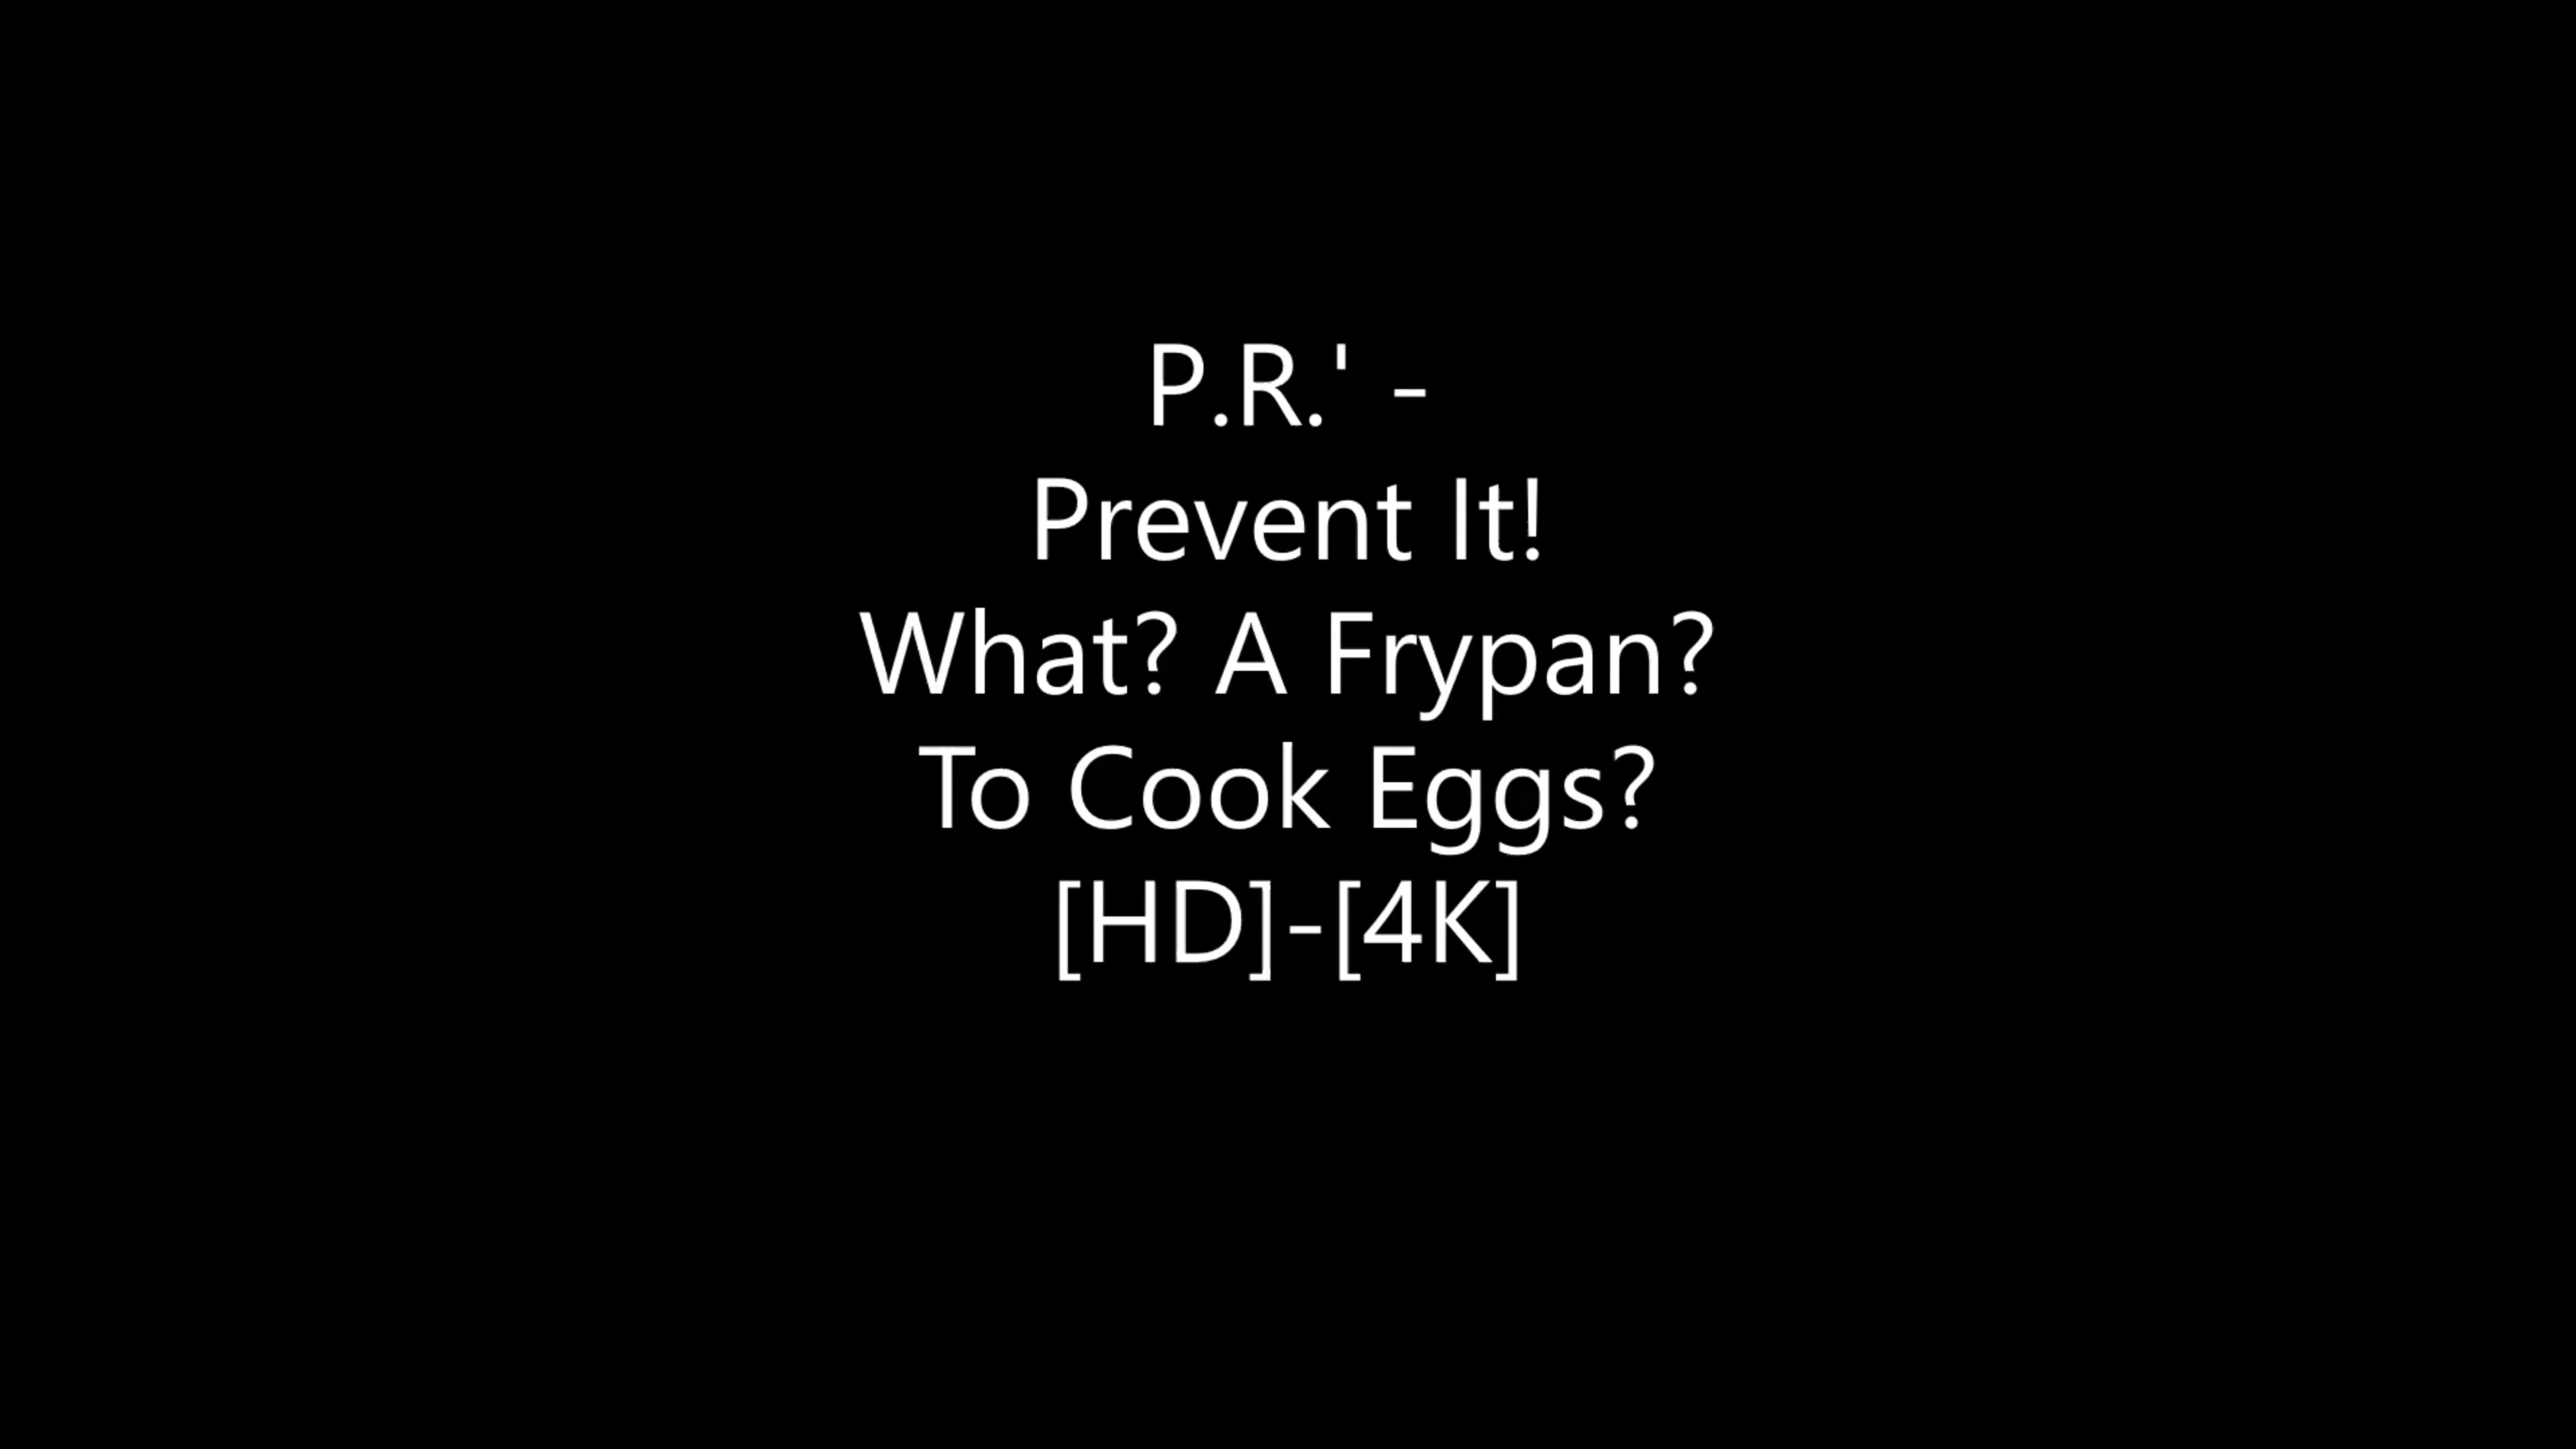 P.R.' -
Prevent It!
What? A Frypan?
To Cook Eggs?
[HD]-[4K]